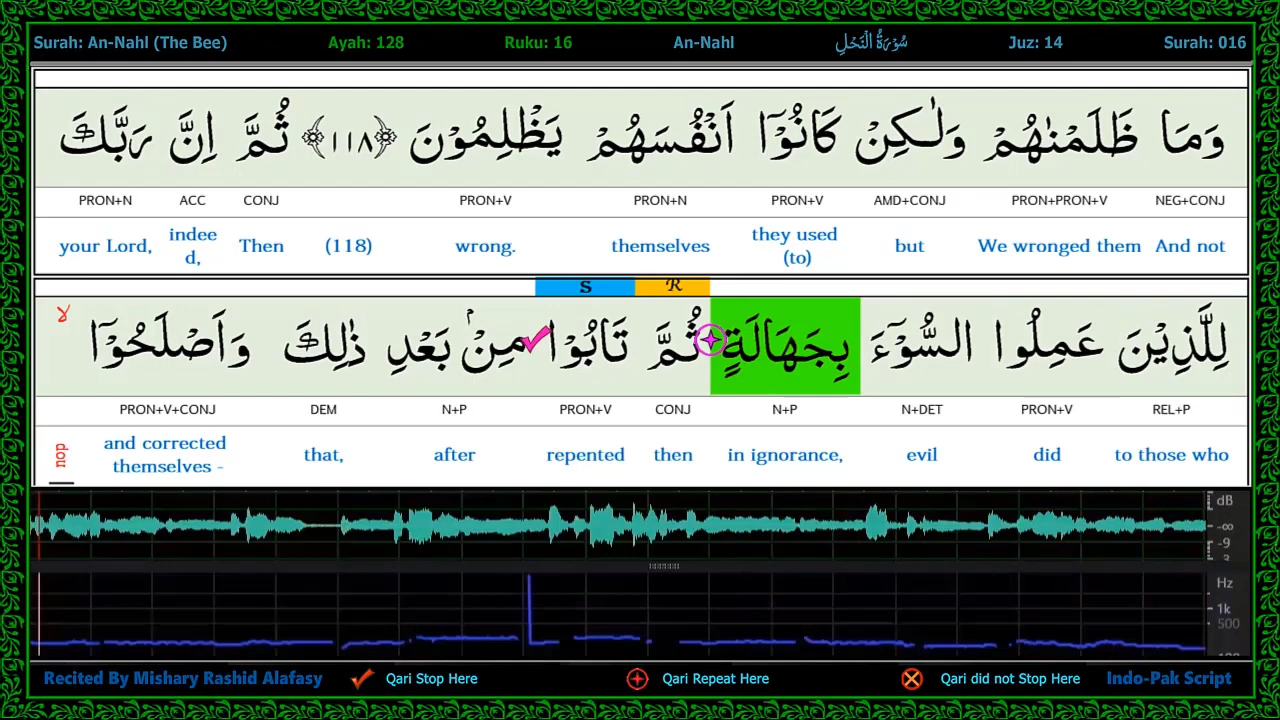 Surah: An-Nahl (The Bee) Ayah: 128 Ruku: 16 An-Nahl سُوْرَةُ النَّحْلِ Juz: 14 Surah: 016
وَمَا ظَلَمْنٰهُمْ وَلٰكِنْ كَانُوْۤا اَنْفُسَهُمْ يَظْلِمُوْنَ ﴿١١٨﴾ ثُمَّ اِنَّ رَبَّكَ
PRON+N ACC CONJ PRON+V PRON+N PRON+V AMD+CONJ PRON+PRON+V NEG+CONJ
your Lord, indeed, Then (118) wrong. themselves they used (to) but We wronged them And not
S R
لِلَّذِيْنَ عَمِلُوا السُّوْٓءَ بِجَهَالَةٍ ثُمَّ تَابُوْا مِنْۢ بَعْدِ ذٰلِكَ وَاَصْلَحُوْۤا لا
PRON+V+CONJ DEM N+P PRON+V CONJ N+P N+DET PRON+V REL+P
nop and corrected themselves - that, after repented then in ignorance, evil did to those who
dB
-∞
-9
Hz
1k
500
Recited By Mishary Rashid Alafasy Qari Stop Here Qari Repeat Here Qari did not Stop Here Indo-Pak Script